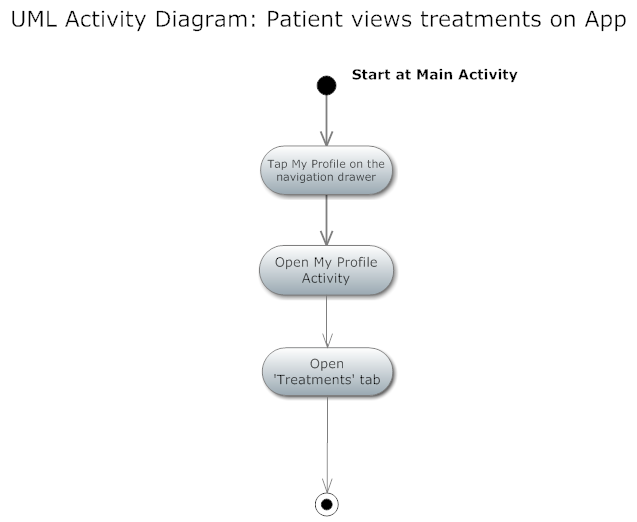 UML Activity Diagram: Patient views treatments on App
Start at Main Activity
Tap My Profile on the
navigation drawer
Open My Profile
Activity
Open
'Treatments' tab